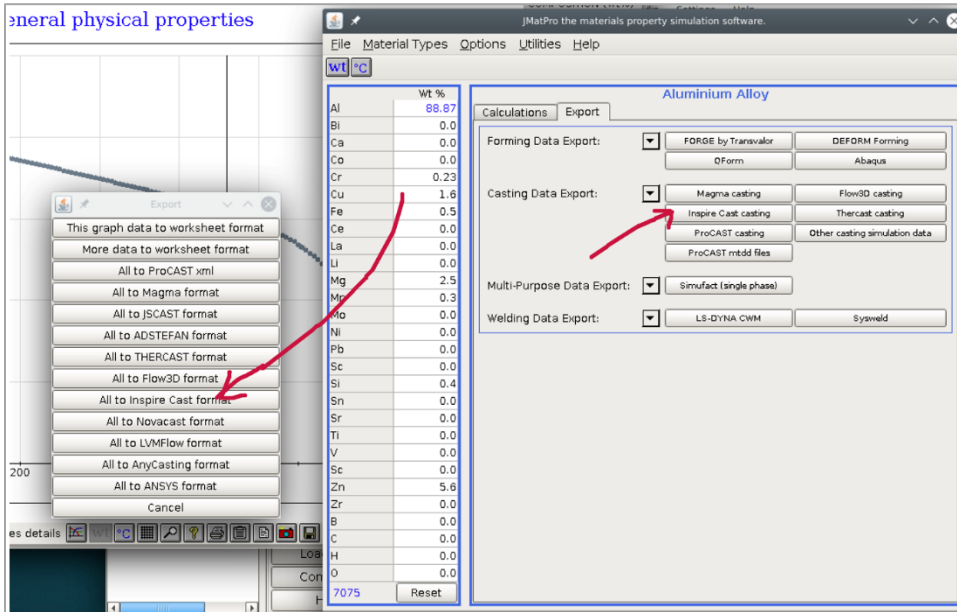 eneral physical properties
200
es details
wt °C ?
Export
This graph data to worksheet format
More data to worksheet format
All to ProCAST xml
All to Magma format
All to JSCAST format
All to ADSTEFAN format
All to THERCAST format
All to Flow3D format
All to Inspire Cast format
All to Novacast format
All to LVMFlow format
All to AnyCasting format
All to ANSYS format
Cancel
Loa
Con
H
JMatPro the materials property simulation software.
File Material Types Options Utilities Help
wt °C
Wt %
Al 88.87
Bi 0.0
Ca 0.0
Co 0.0
Cr 0.23
Cu 1.6
Fe 0.5
Ce 0.0
La 0.0
Li 0.0
Mg 2.5
Mn 0.3
Mo 0.0
Ni 0.0
Pb 0.0
Sc 0.0
Si 0.4
Sn 0.0
Sr 0.0
Ti 0.0
V 0.0
Sc 0.0
Zn 5.6
Zr 0.0
B 0.0
C 0.0
H 0.0
O 0.0
7075 Reset
Aluminium Alloy
Calculations Export
Forming Data Export: FORGE by Transvalor DEFORM Forming
QForm Abaqus
Casting Data Export: Magma casting Flow3D casting
Inspire Cast casting Thercast casting
ProCAST casting Other casting simulation data
ProCAST mtdd files
Multi-Purpose Data Export: Simufact (single phase)
Welding Data Export: LS-DYNA CWM Sysweld